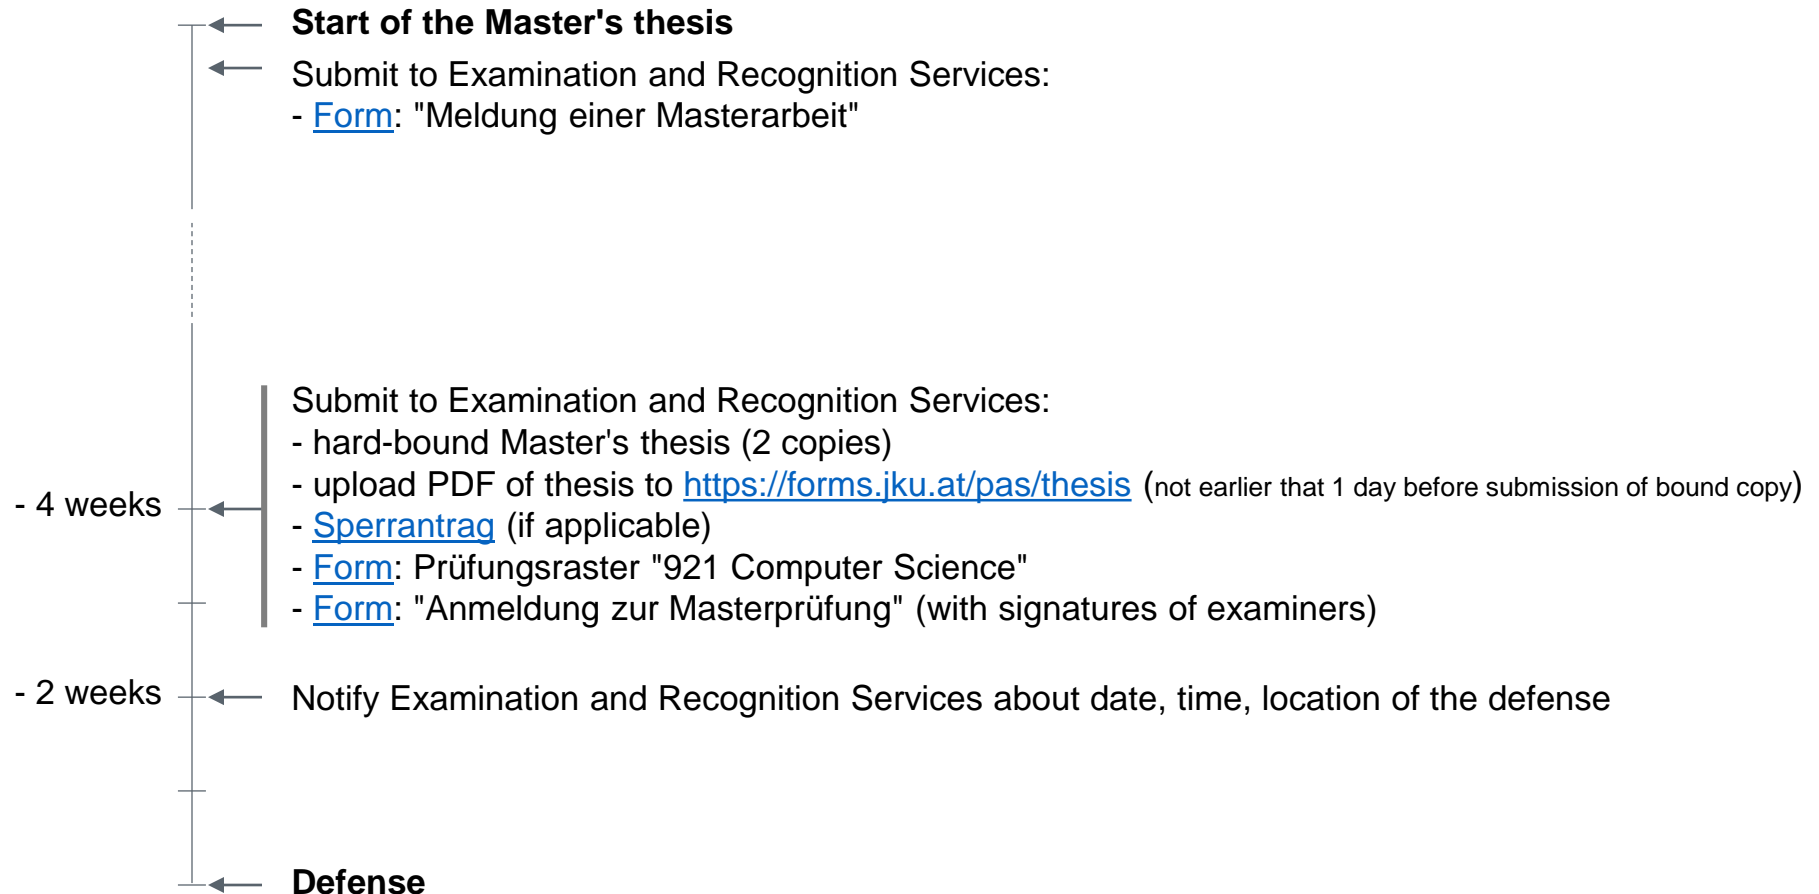 Start of the Master's thesis
Submit to Examination and Recognition Services:
- Form: "Meldung einer Masterarbeit"
Submit to Examination and Recognition Services:
- hard-bound Master's thesis (2 copies)
- upload PDF of thesis to https://forms.jku.at/pas/thesis (not earlier that 1 day before submission of bound copy)
- 4 weeks
- Sperrantrag (if applicable)
- Form: Prüfungsraster "921 Computer Science"
- Form: "Anmeldung zur Masterprüfung" (with signatures of examiners)
- 2 weeks
Notify Examination and Recognition Services about date, time, location of the defense
Defense